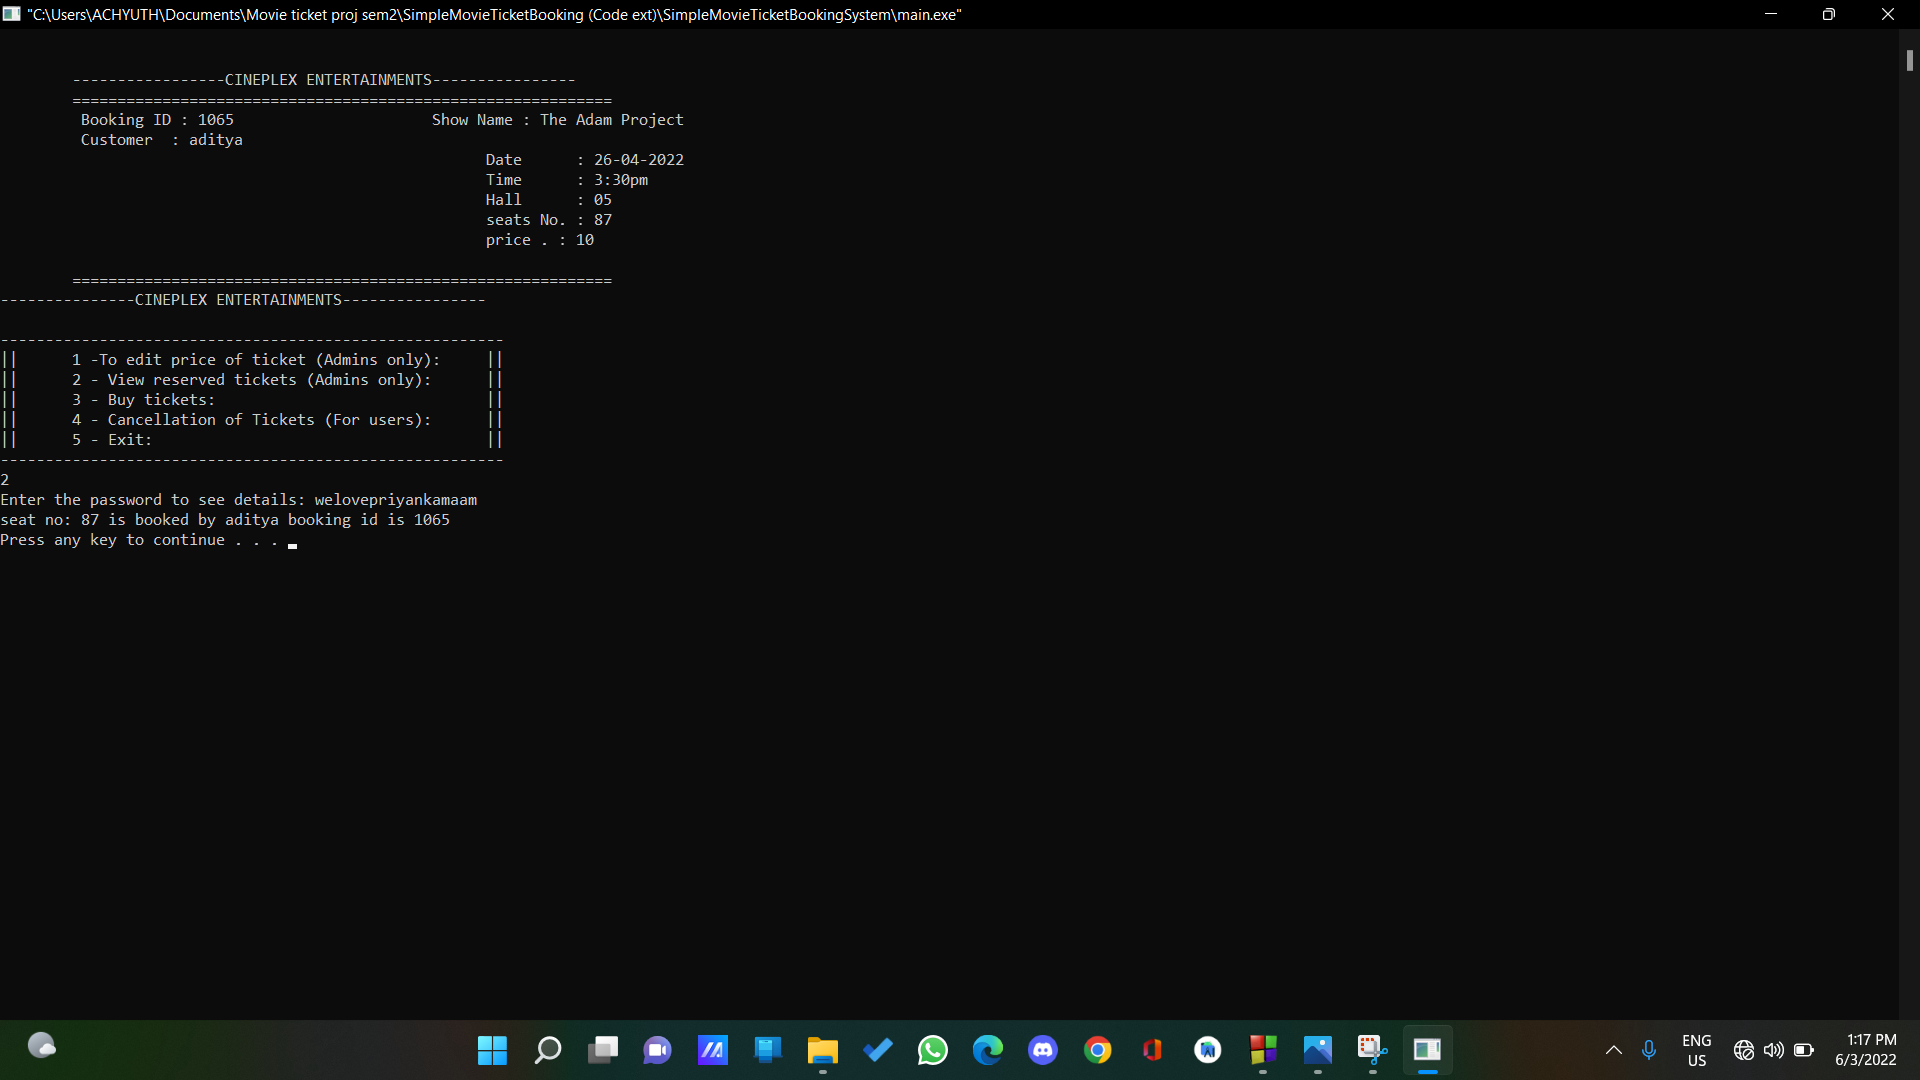 "C:\Users\ACHYUTH\Documents\Movie ticket proj sem2\SimpleMovieTicketBooking (Code ext)\SimpleMovieTicketBookingSystem\main.exe"
-----------------CINEPLEX ENTERTAINMENTS----------------
============================================================
Booking ID : 1065                      Show Name : The Adam Project
Customer  : aditya
Date      : 26-04-2022
Time      : 3:30pm
Hall      : 05
seats No. : 87
price . : 10
============================================================
---------------CINEPLEX ENTERTAINMENTS----------------
--------------------------------------------------------
||      1 -To edit price of ticket (Admins only):     ||
||      2 - View reserved tickets (Admins only):      ||
||      3 - Buy tickets:                              ||
||      4 - Cancellation of Tickets (For users):      ||
||      5 - Exit:                                     ||
--------------------------------------------------------
2
Enter the password to see details: welovepriyankamaam
seat no: 87 is booked by aditya booking id is 1065
Press any key to continue . . .
ENG
US
1:17 PM
6/3/2022